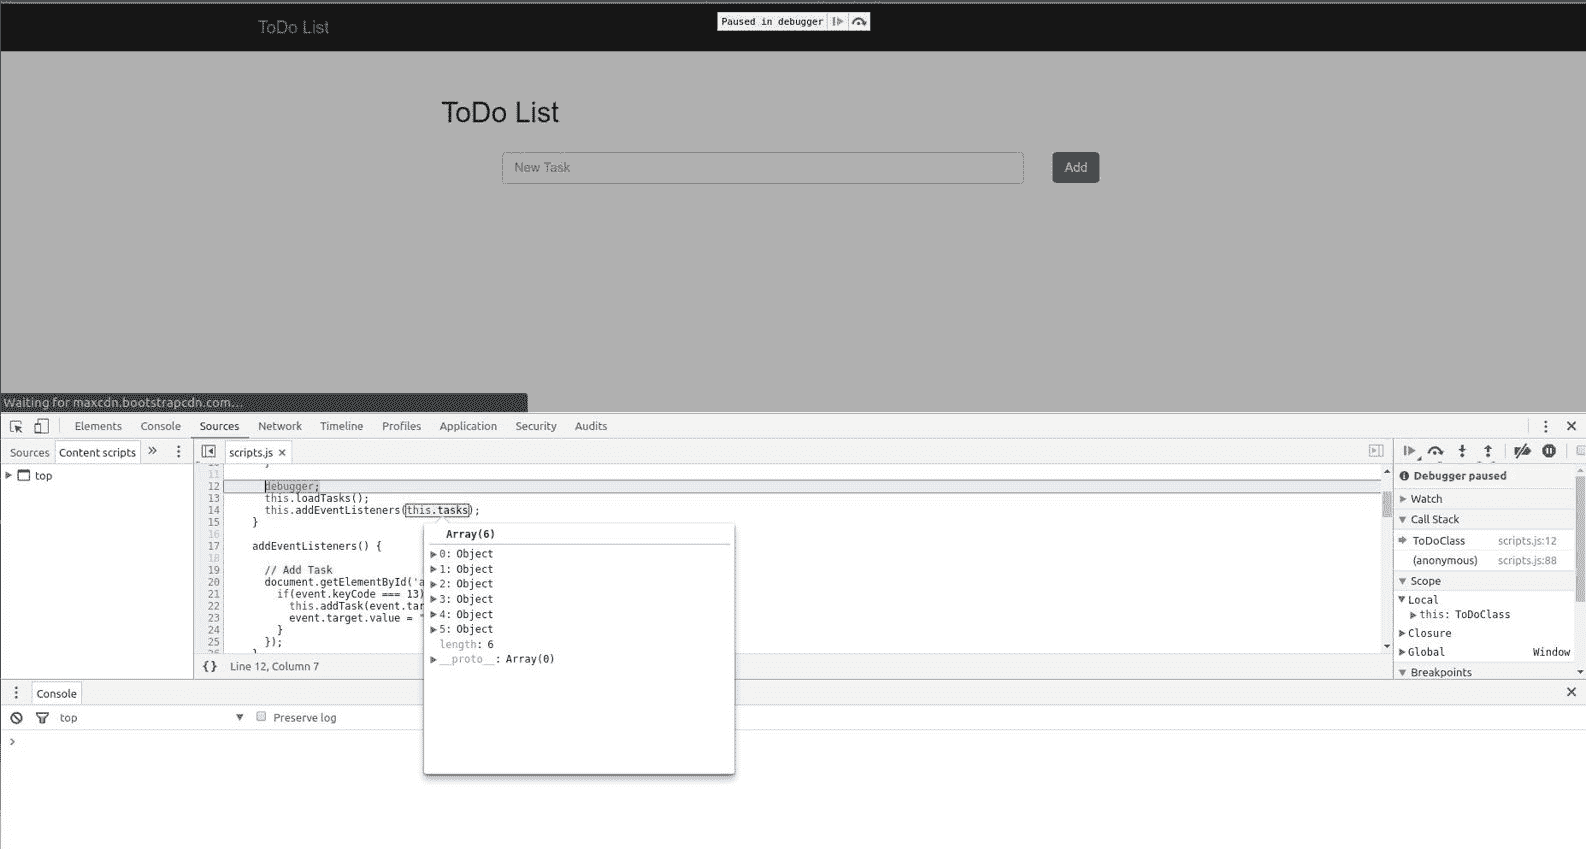 ToDo List
Paused in debugger
ToDo List
New Task
Add
Waiting for maxcdn.bootstrapcdn.com...
Elements Console Sources Network Timeline Profiles Application Security Audits
Sources Content scripts » scripts.js ×
top
11
12 debugger;
13 this.loadTasks();
14 this.addEventListeners(this.tasks);
15 }
16
17 addEventListeners() {
18
19 // Add Task
20 document.getElementById('a
21 if(event.keyCode === 13)
22 this.addTask(event.tar
23 event.target.value = "
24 }
25 });
26 }
Array(6)
0: Object
1: Object
2: Object
3: Object
4: Object
5: Object
length: 6
__proto__: Array(0)
{} Line 12, Column 7
Debugger paused
Watch
Call Stack
ToDoClass scripts.js:12
(anonymous) scripts.js:88
Scope
Local
this: ToDoClass
Closure
Global Window
Breakpoints
Console
top Preserve log
>